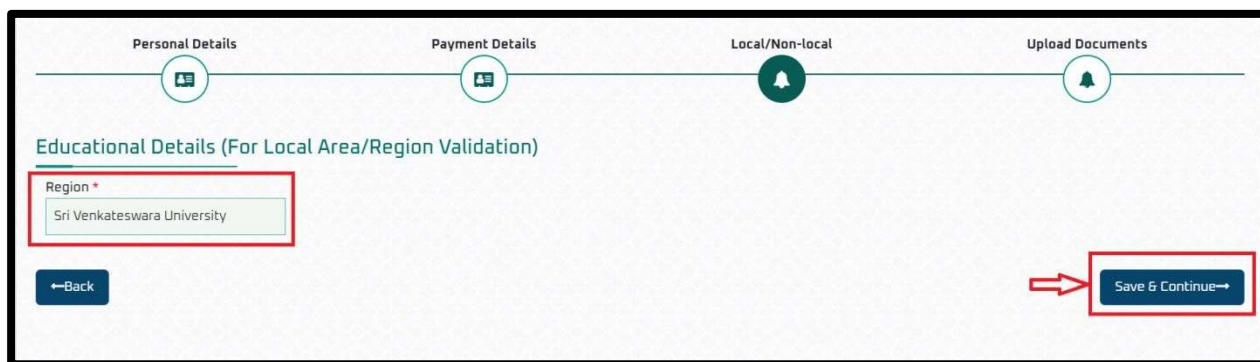 Personal Details Payment Details Local/Non-local Upload Documents
Educational Details (For Local Area/Region Validation)
Region *
Sri Venkateswara University
←Back Save & Continue→